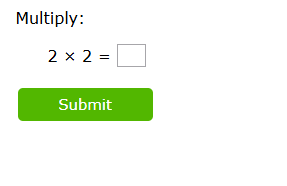 Multiply:
2 × 2 =
Submit